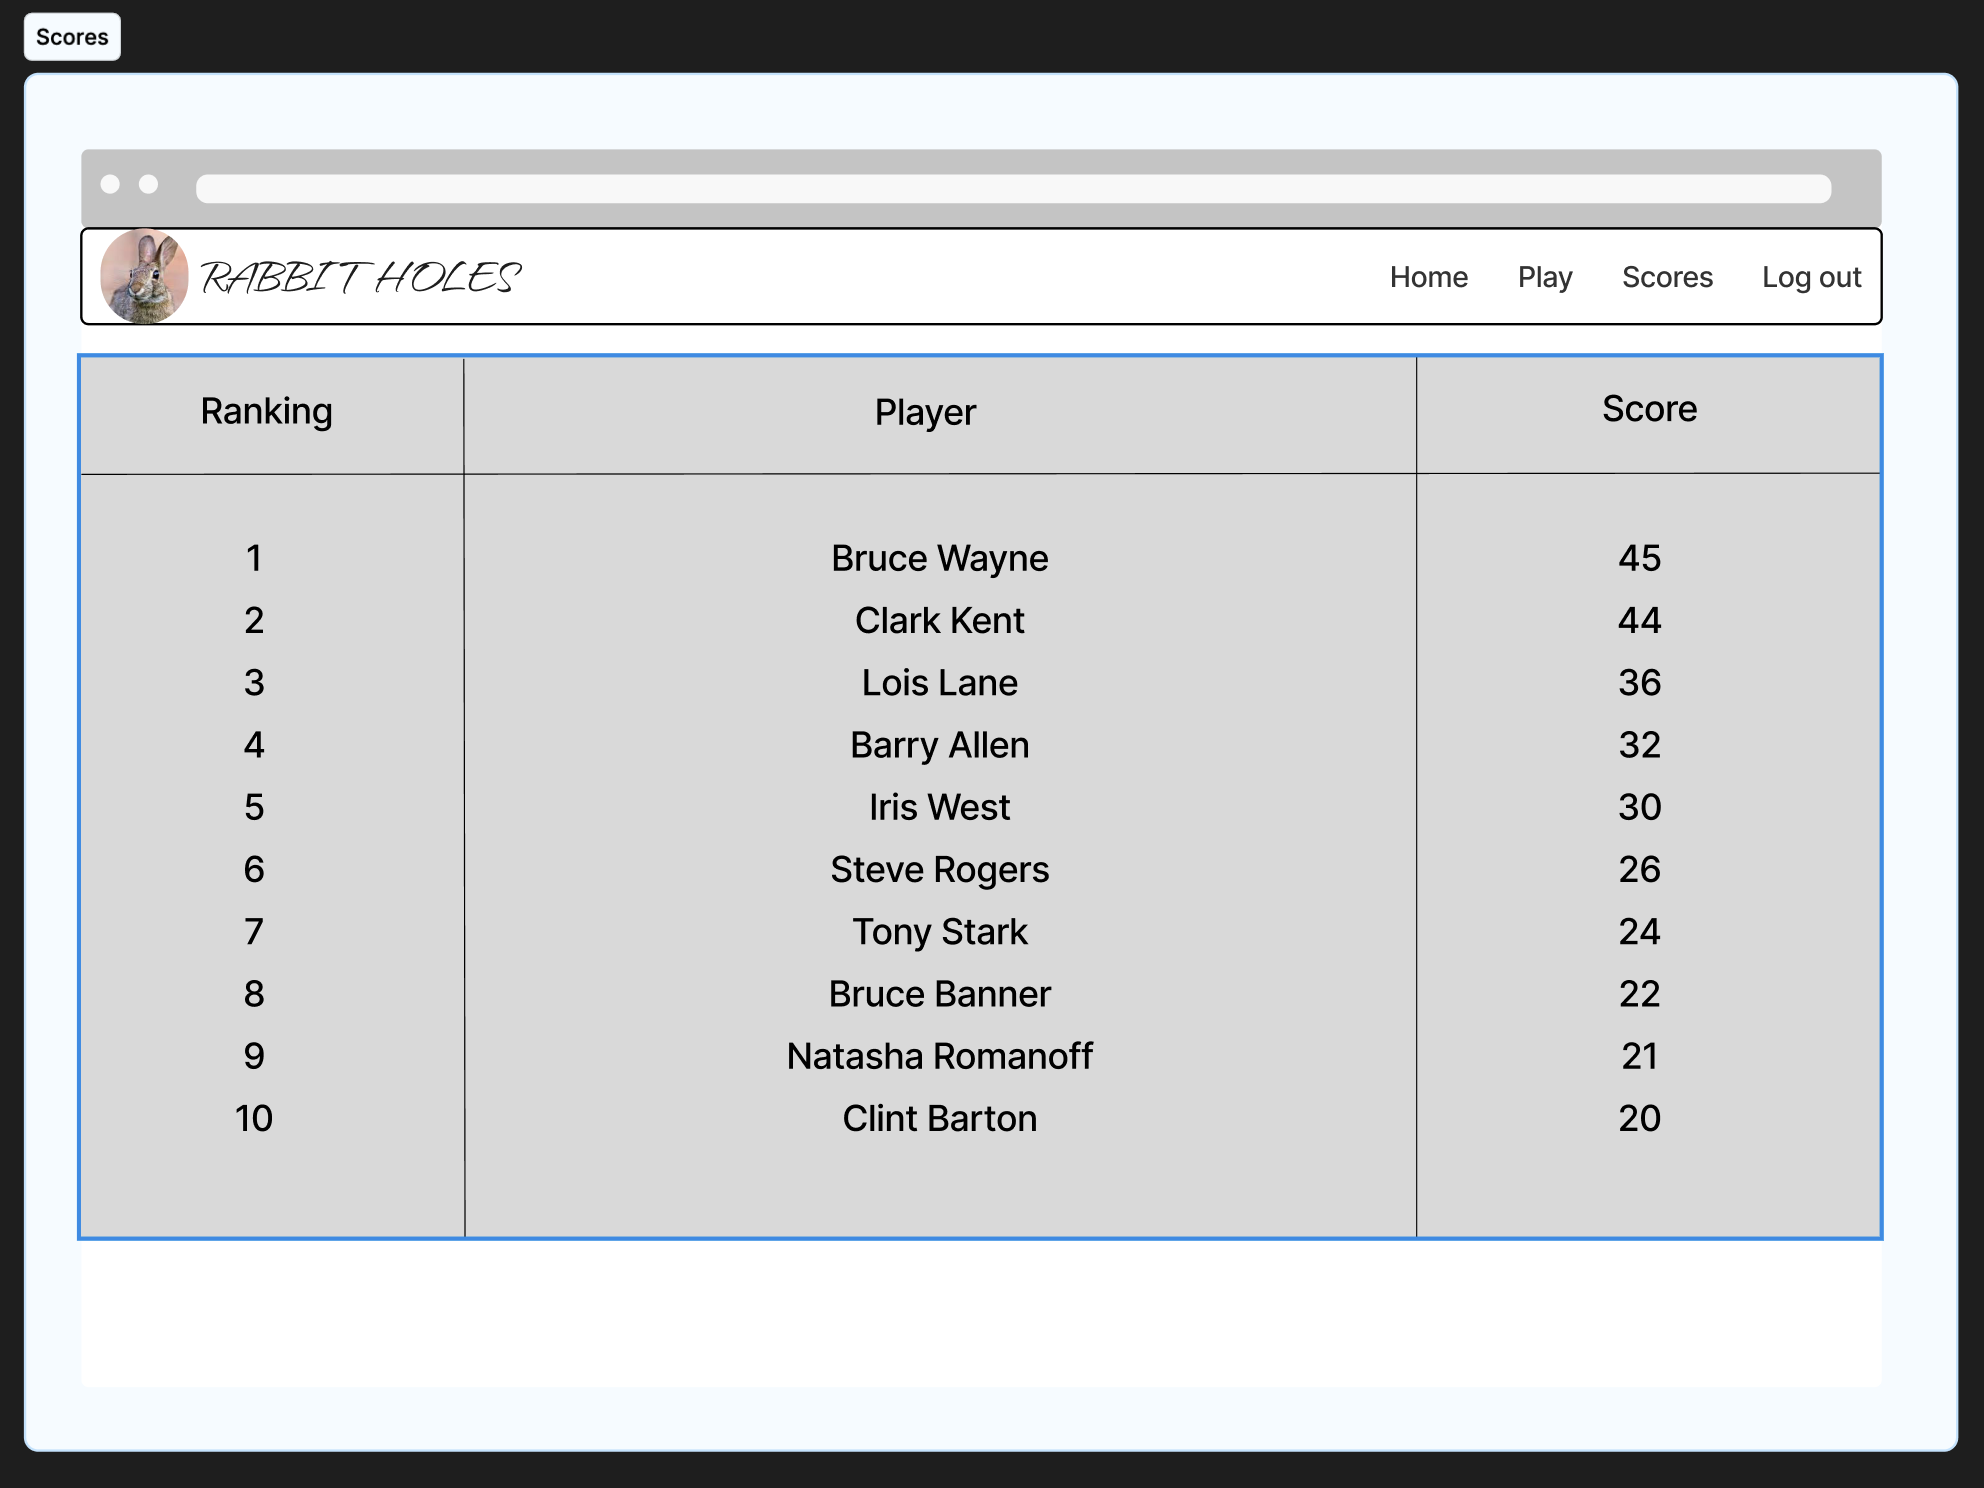 Scores
RABBIT HOLES
Home Play Scores Log out
Ranking Player Score
1 Bruce Wayne 45
2 Clark Kent 44
3 Lois Lane 36
4 Barry Allen 32
5 Iris West 30
6 Steve Rogers 26
7 Tony Stark 24
8 Bruce Banner 22
9 Natasha Romanoff 21
10 Clint Barton 20